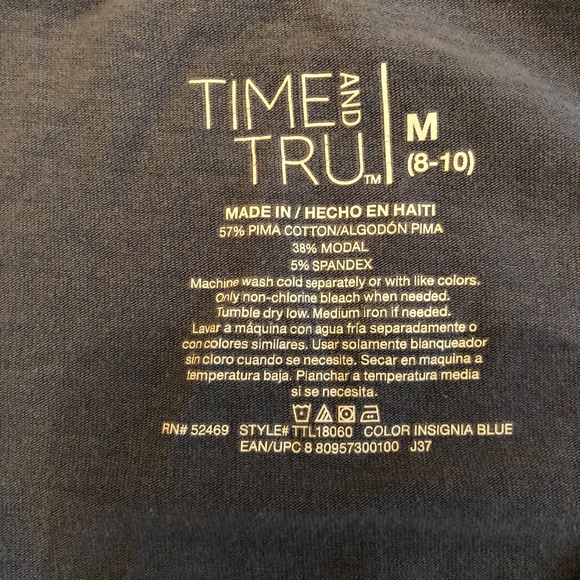 TIME AND
TRU™
M
(8-10)
MADE IN / HECHO EN HAITI
57% PIMA COTTON/ALGODÓN PIMA
38% MODAL
5% SPANDEX
Machine wash cold separately or with like colors.
Only non-chlorine bleach when needed.
Tumble dry low. Medium iron if needed.
Lavar a máquina con agua fría separadamente o
con colores similares. Usar solamente blanqueador
sin cloro cuando se necesite. Secar en maquina a
temperatura baja. Planchar a temperatura media
si se necesita.
RN# 52469 STYLE# TTL18060 COLOR INSIGNIA BLUE
EAN/UPC 8 80957300100 J37